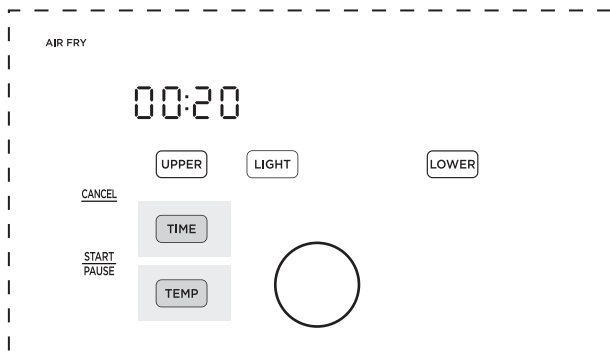 AIR FRY
00:20
UPPER LIGHT LOWER
CANCEL
TIME
START
PAUSE
TEMP